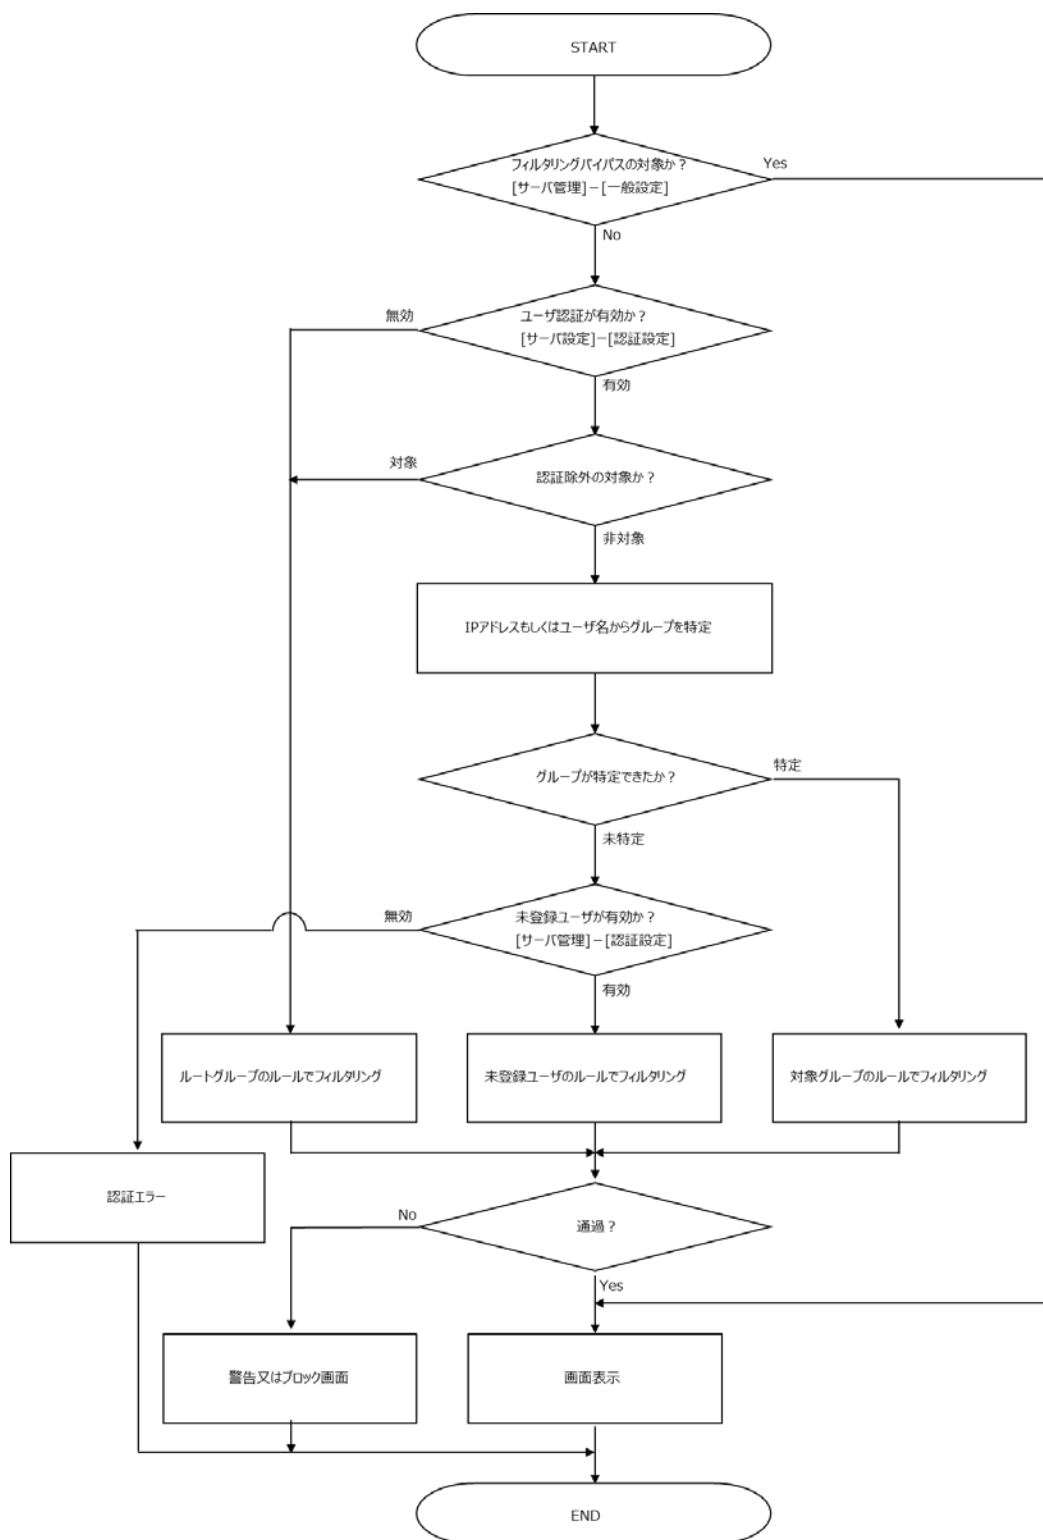 START
フィルタリングバイパスの対象か？
[サーバ管理]－[一般設定]
Yes
No
ユーザ認証が有効か？
[サーバ設定]－[認証設定]
無効
有効
対象
認証除外の対象か？
非対象
IPアドレスもしくはユーザ名からグループを特定
グループが特定できたか？
特定
未特定
無効
未登録ユーザが有効か？
[サーバ管理]－[認証設定]
有効
ルートグループのルールでフィルタリング
未登録ユーザのルールでフィルタリング
対象グループのルールでフィルタリング
認証エラー
No
通過？
Yes
警告又はブロック画面
画面表示
END